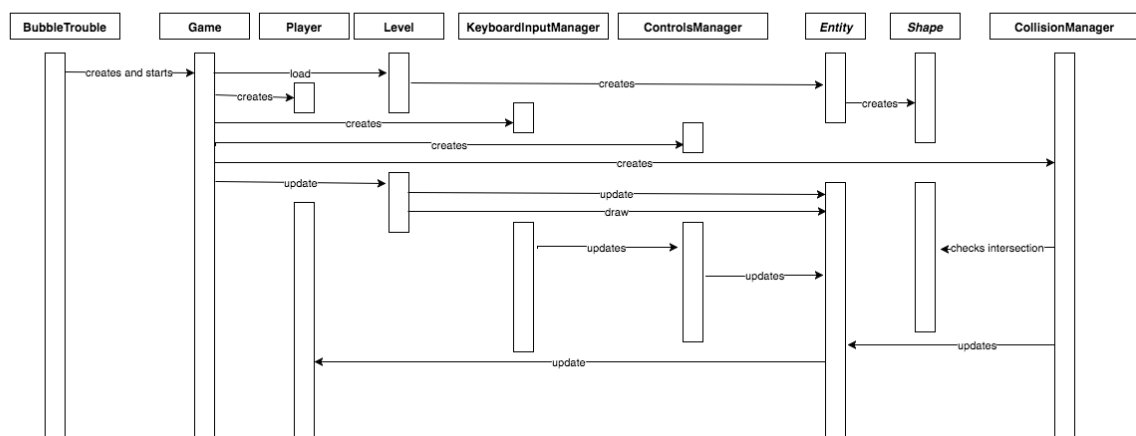 BubbleTrouble
Game
Player
Level
KeyboardInputManager
ControlsManager
Entity
Shape
CollisionManager
creates and starts
load
creates
creates
creates
creates
creates
creates
update
update
draw
updates
checks intersection
updates
updates
update